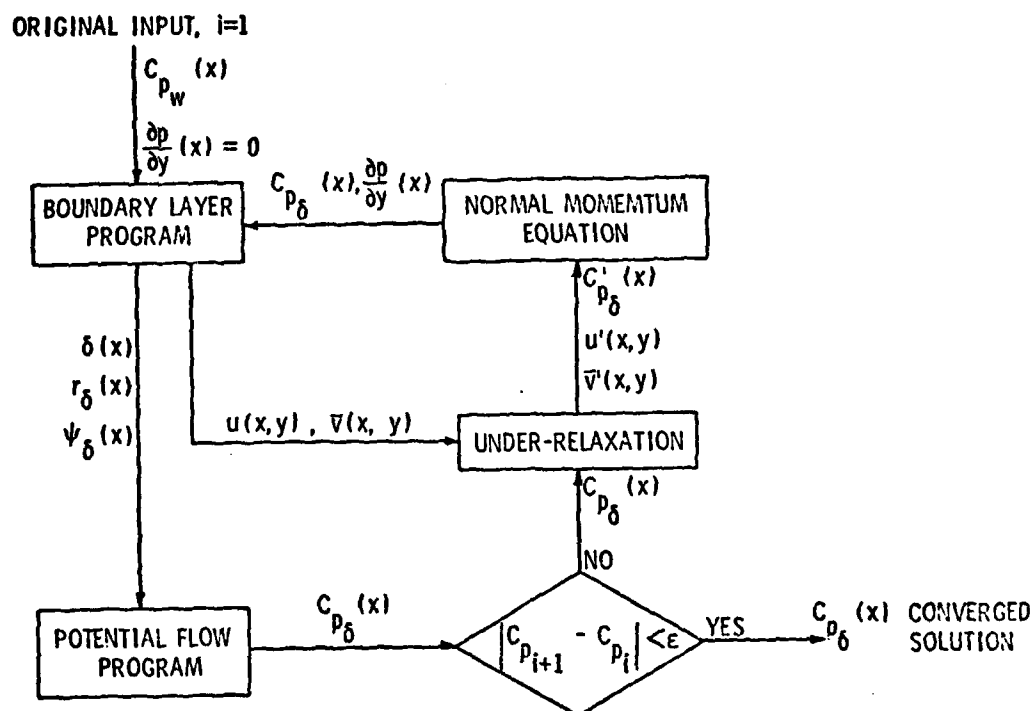 ORIGINAL INPUT, i=1
C_{p_w} (x)
∂p/∂y (x) = 0
BOUNDARY LAYER
PROGRAM
C_{p_δ} (x), ∂p/∂y (x)
NORMAL MOMEMTUM
EQUATION
C'_{p_δ} (x)
u'(x,y)
v̅'(x,y)
δ(x)
r_δ(x)
ψ_δ(x)
u(x,y) , v̅(x, y)
UNDER-RELAXATION
C_{p_δ} (x)
NO
POTENTIAL FLOW
PROGRAM
C_{p_δ}(x)
|C_{p_{i+1}} - C_{p_i}| <ε
YES
C_{p_δ} (x) CONVERGED
SOLUTION